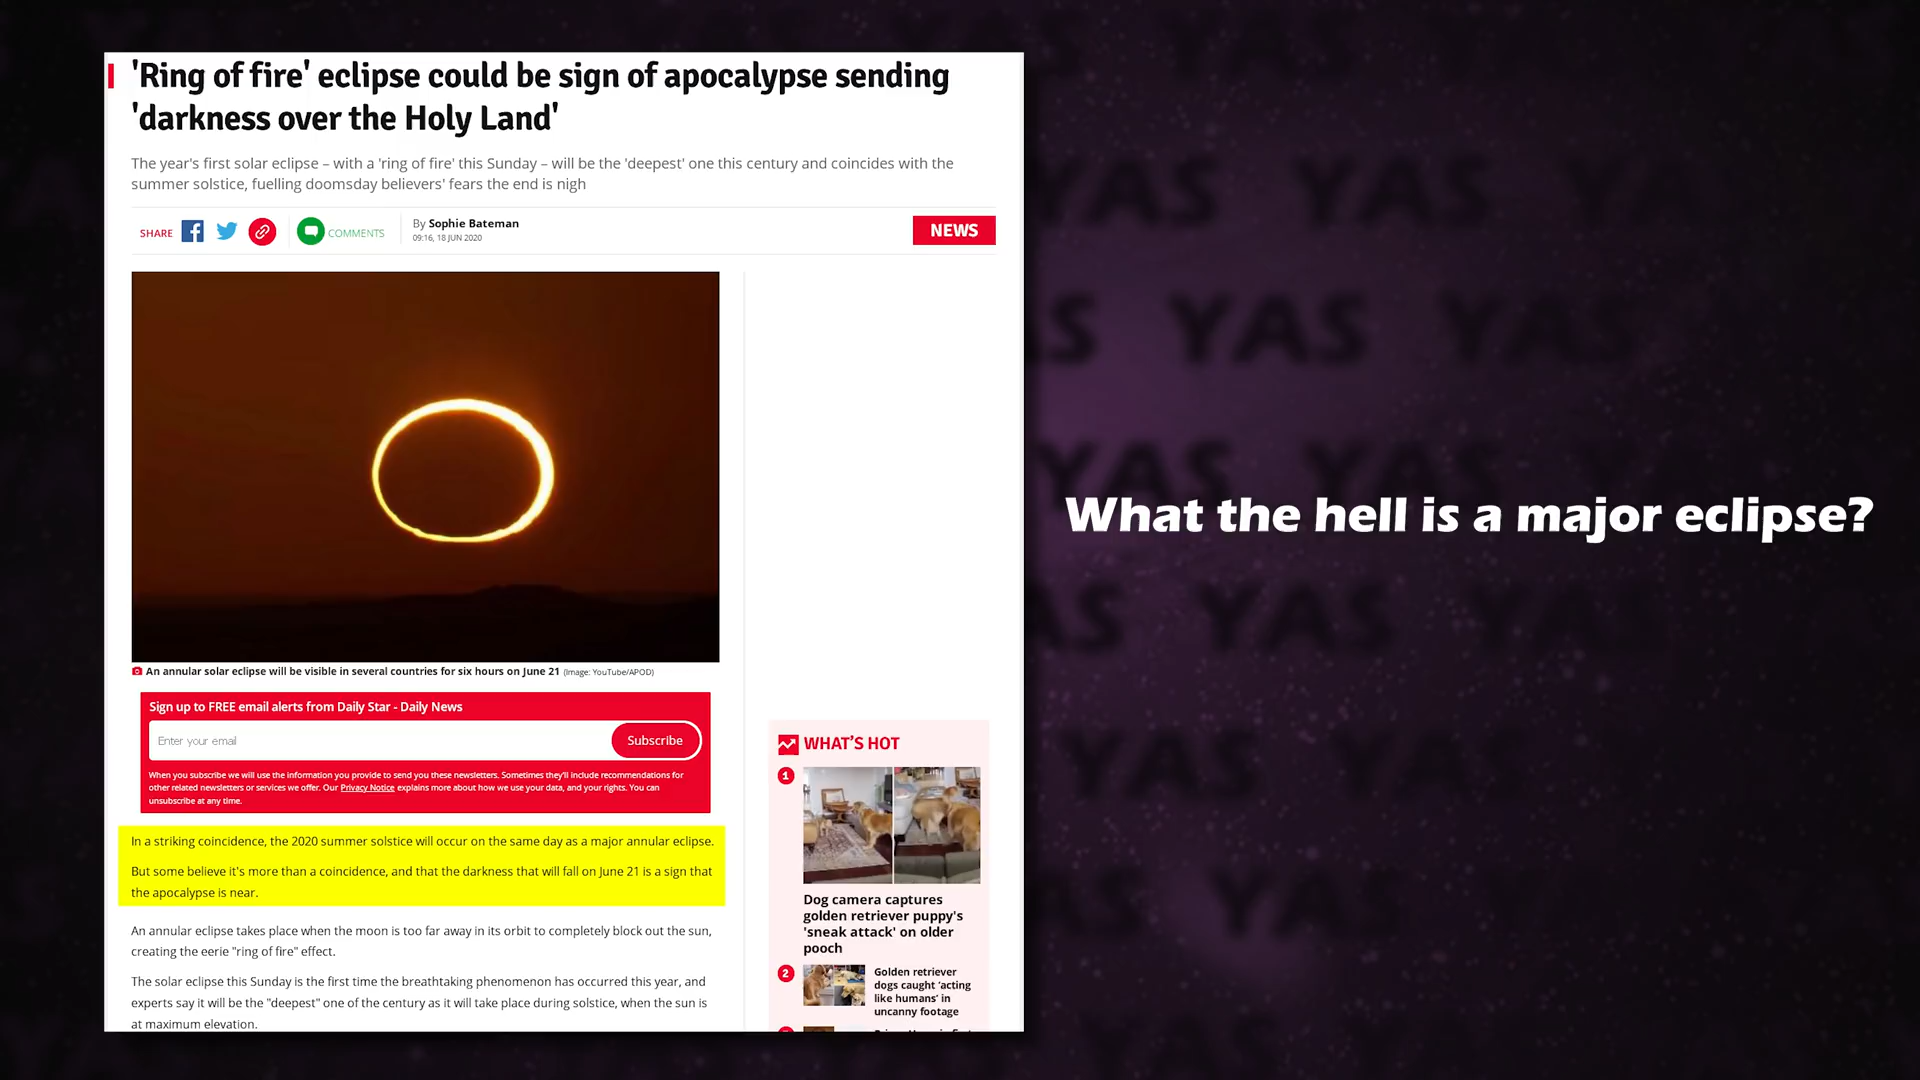 'Ring of fire' eclipse could be sign of apocalypse sending
'darkness over the Holy Land'
The year's first solar eclipse – with a 'ring of fire' this Sunday – will be the 'deepest' one this century and coincides with the
summer solstice, fuelling doomsday believers' fears the end is nigh
SHARE
COMMENTS
By Sophie Bateman
09:16, 18 JUN 2020
NEWS
An annular solar eclipse will be visible in several countries for six hours on June 21 (Image: YouTube/APOD)
Sign up to FREE email alerts from Daily Star - Daily News
Enter your email
Subscribe
When you subscribe we will use the information you provide to send you these newsletters. Sometimes they'll include recommendations for
other related newsletters or services we offer. Our Privacy Notice explains more about how we use your data, and your rights. You can
unsubscribe at any time.
In a striking coincidence, the 2020 summer solstice will occur on the same day as a major annular eclipse.
But some believe it's more than a coincidence, and that the darkness that will fall on June 21 is a sign that
the apocalypse is near.
An annular eclipse takes place when the moon is too far away in its orbit to completely block out the sun,
creating the eerie "ring of fire" effect.
The solar eclipse this Sunday is the first time the breathtaking phenomenon has occurred this year, and
experts say it will be the "deepest" one of the century as it will take place during solstice, when the sun is
at maximum elevation.
WHAT'S HOT
1
Dog camera captures
golden retriever puppy's
'sneak attack' on older
pooch
2
Golden retriever
dogs caught 'acting
like humans' in
uncanny footage
What the hell is a major eclipse?
YAS YAS
YAS YAS
YAS YAS
YAS YAS
YAS YAS
YAS
YAS